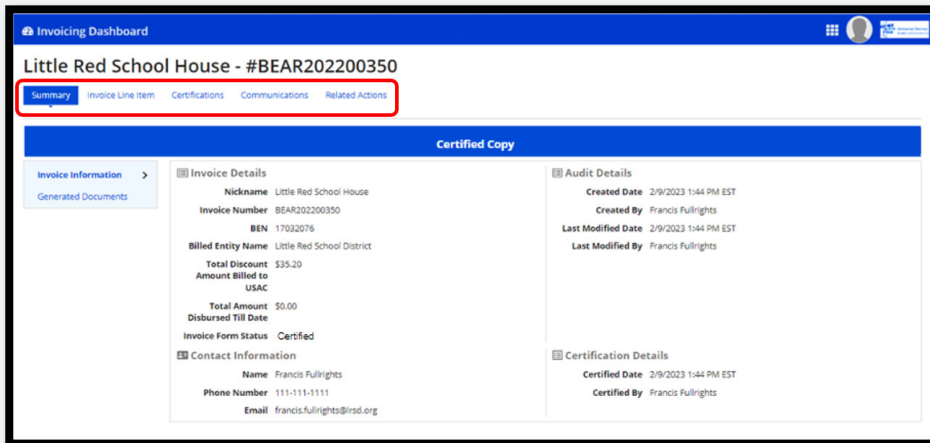 Invoicing Dashboard
Little Red School House - #BEAR202200350
Summary Invoice Line Item Certifications Communications Related Actions
Certified Copy
Invoice Information
Generated Documents
Invoice Details
Nickname Little Red School House
Invoice Number BEAR202200350
BEN 17032076
Billed Entity Name Little Red School District
Total Discount $35.20
Amount Billed to
USAC
Total Amount $0.00
Disbursed Till Date
Invoice Form Status Certified
Contact Information
Name Francis Fullrights
Phone Number 111-111-1111
Email francis.fullrights@lrsd.org
Audit Details
Created Date 2/9/2023 1:44 PM EST
Created By Francis Fullrights
Last Modified Date 2/9/2023 1:44 PM EST
Last Modified By Francis Fullrights
Certification Details
Certified Date 2/9/2023 1:44 PM EST
Certified By Francis Fullrights